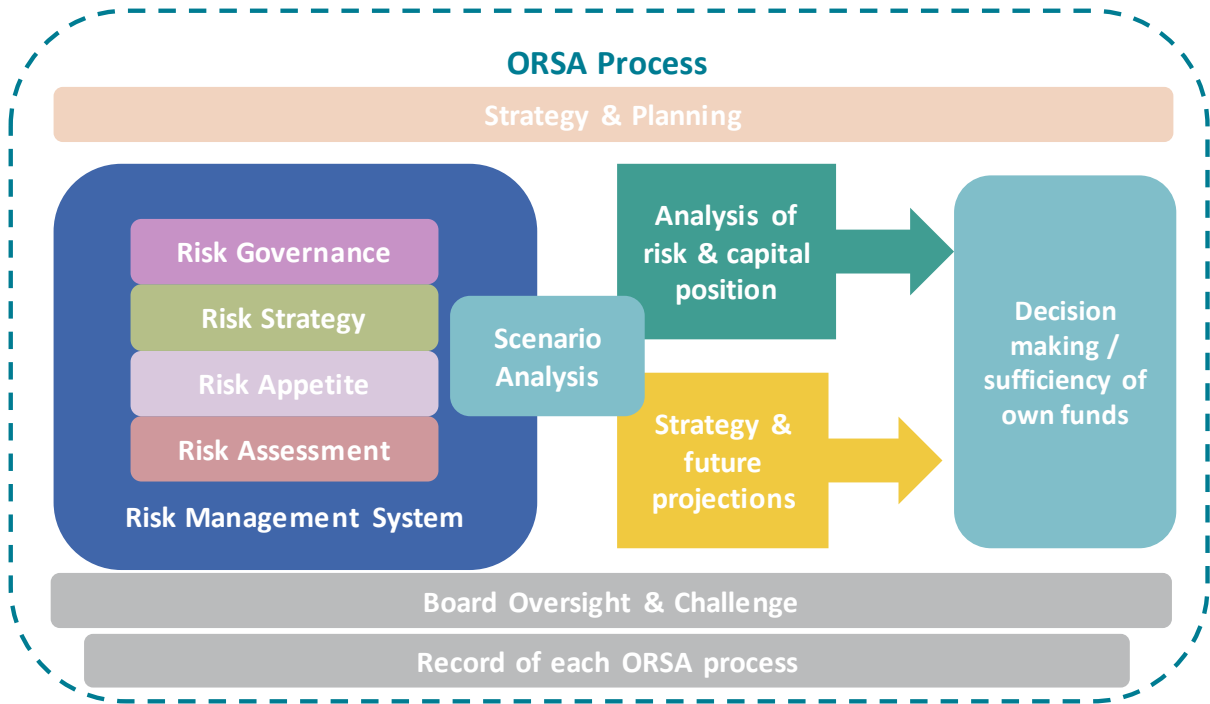 ORSA Process
Strategy & Planning
Risk Governance
Risk Strategy
Risk Appetite
Risk Assessment
Risk Management System
Scenario
Analysis
Analysis of
risk & capital
position
Strategy &
future
projections
Decision
making /
sufficiency of
own funds
Board Oversight & Challenge
Record of each ORSA process